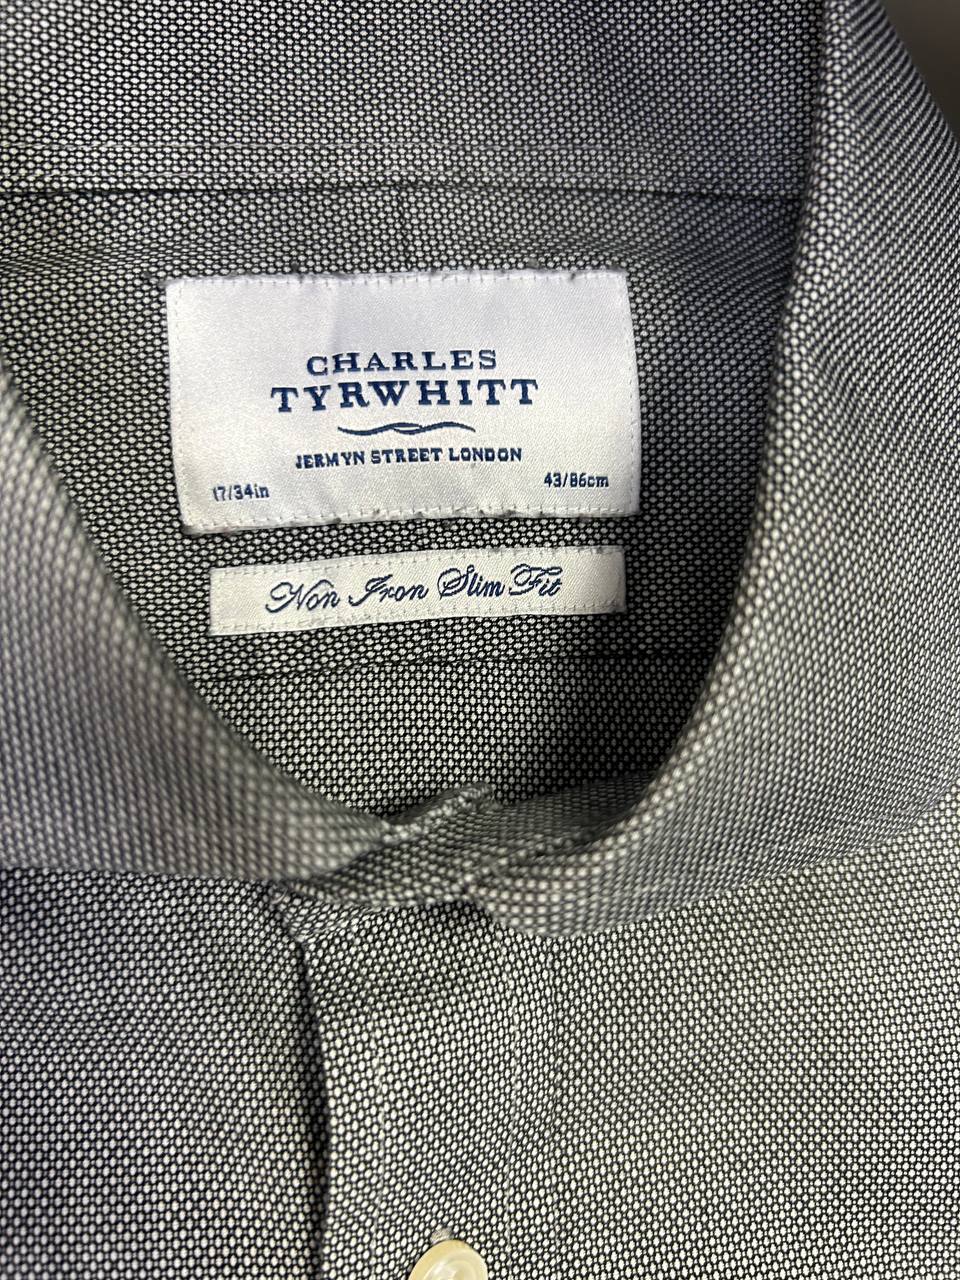 CHARLES
TYRWHITT
JERMYN STREET LONDON
17/34in 43/86cm
Non Iron Slim Fit